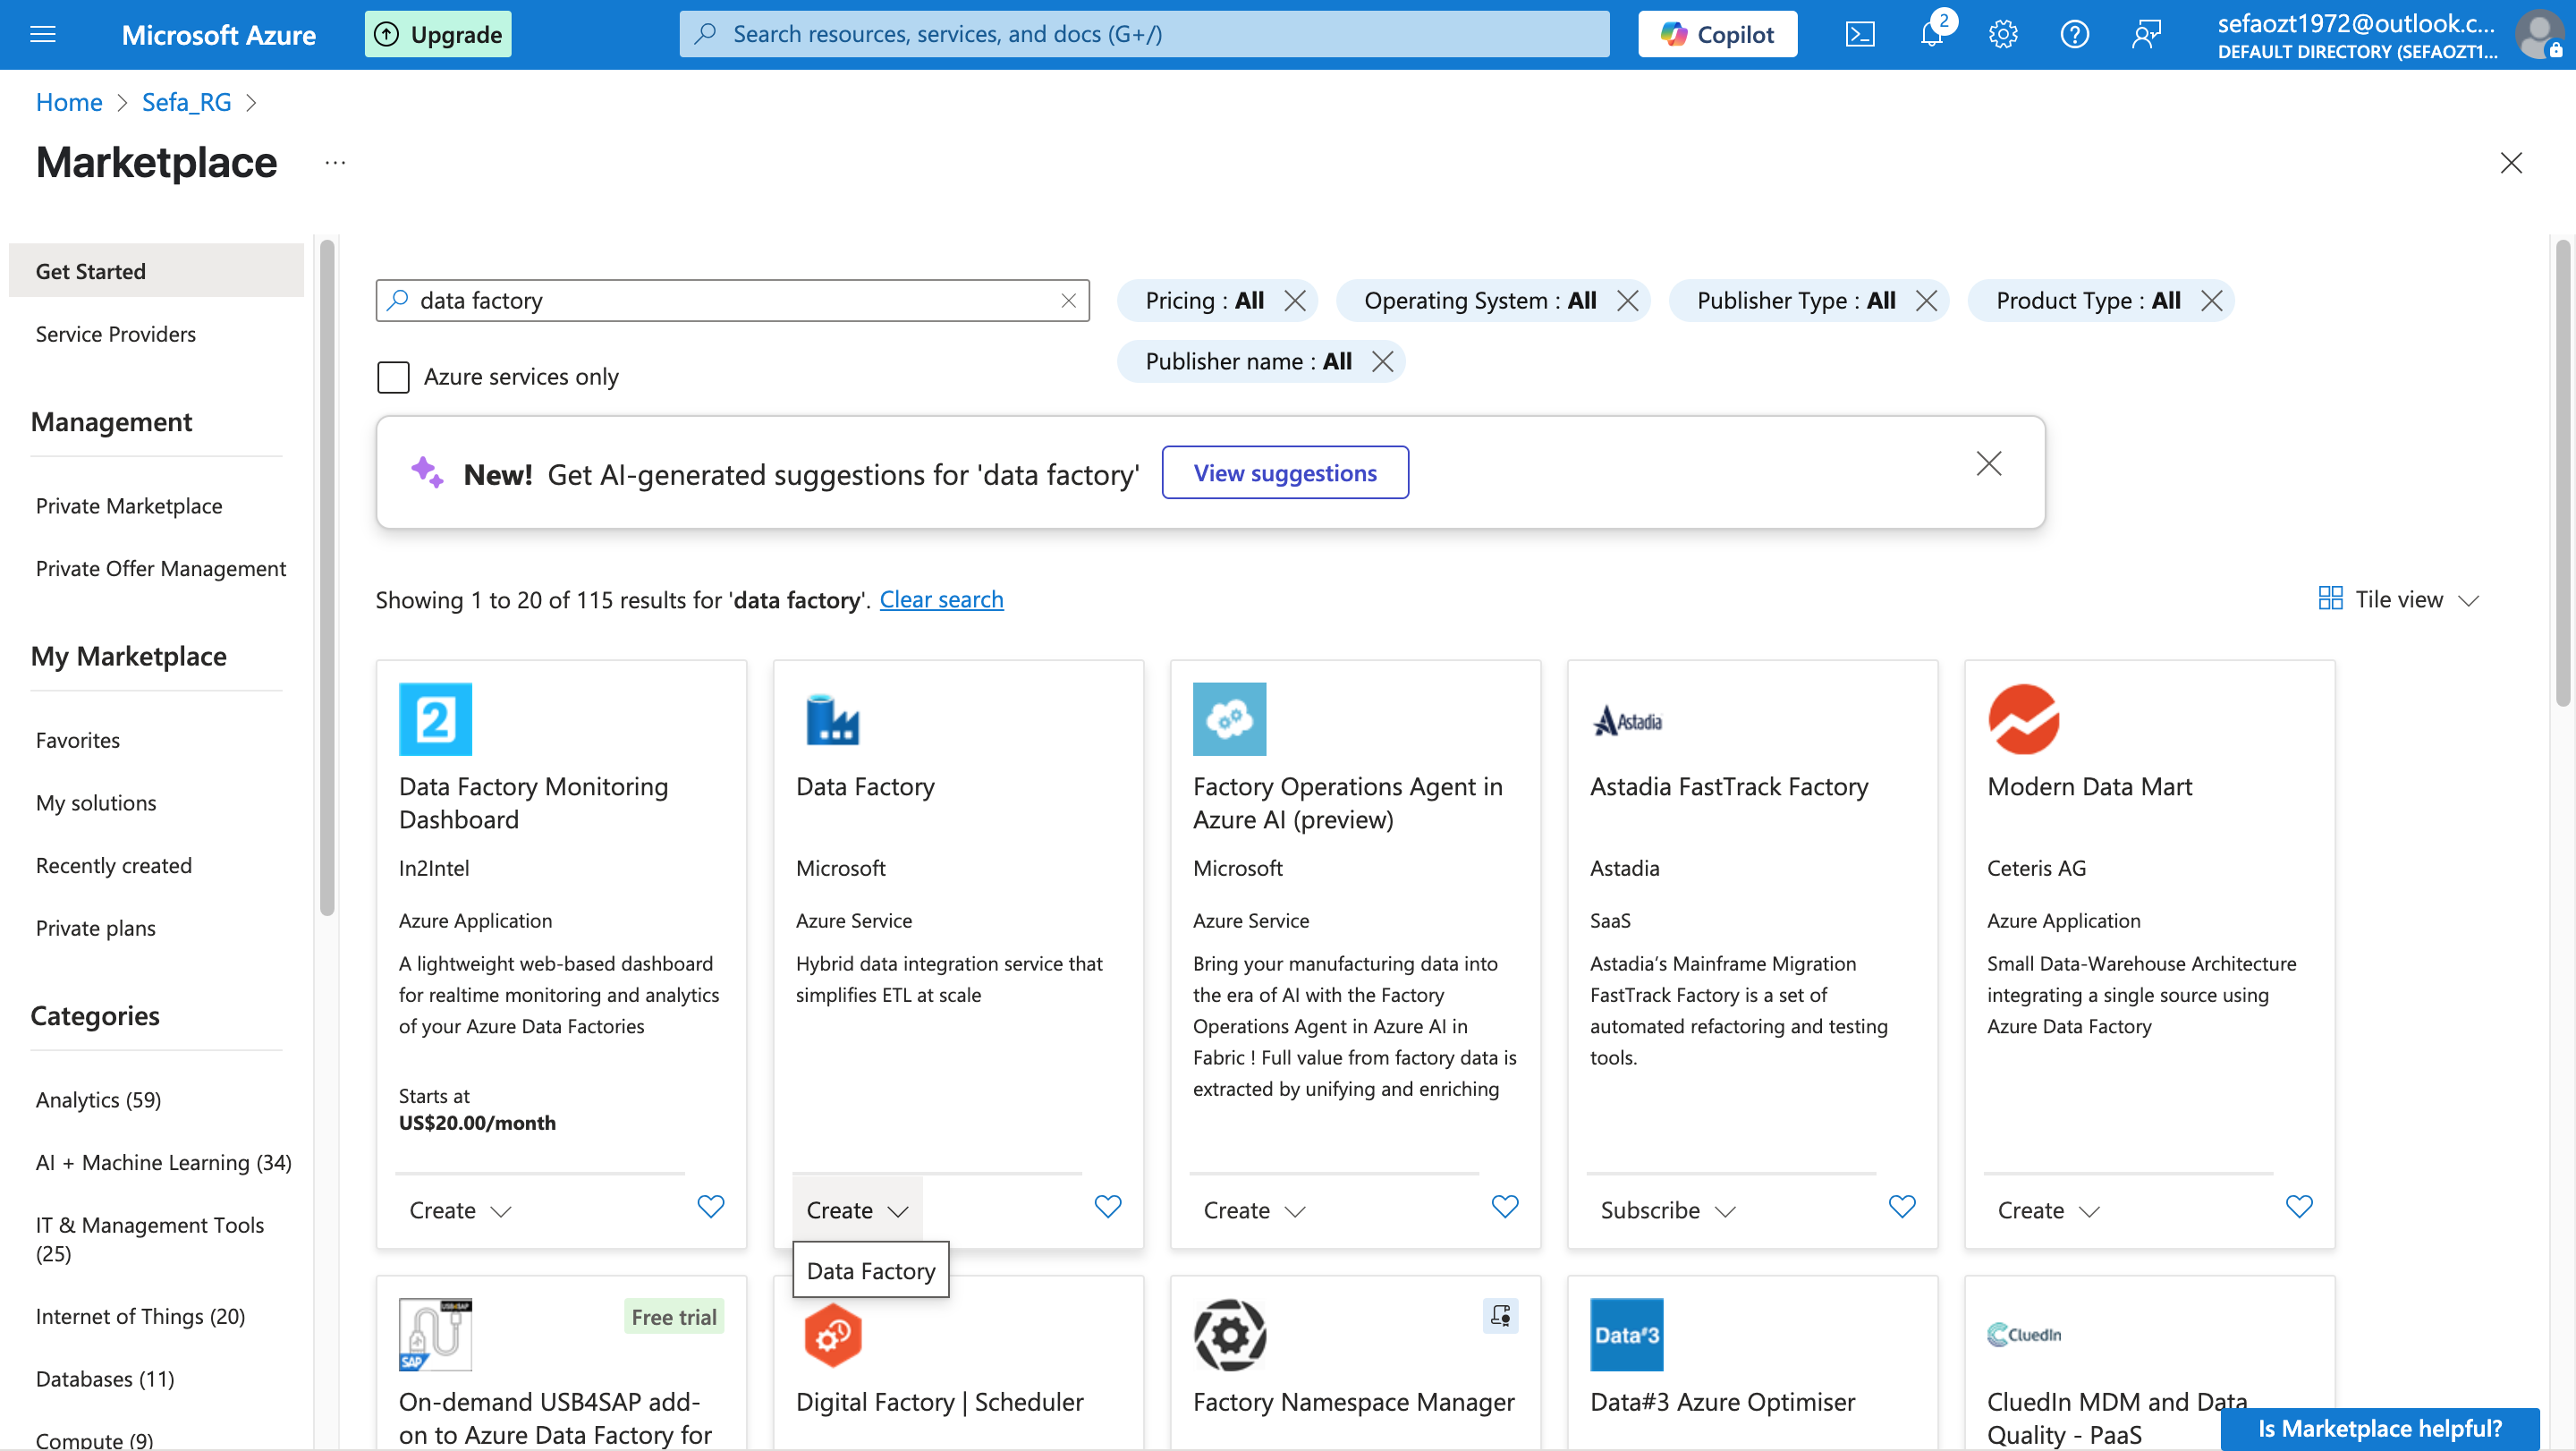 Microsoft Azure
Upgrade
Search resources, services, and docs (G+/)
Copilot
2
sefaozt1972@outlook.c...
DEFAULT DIRECTORY (SEFAOZT1...
Home
Sefa_RG
Marketplace
...
Get Started
Service Providers
Management
Private Marketplace
Private Offer Management
My Marketplace
Favorites
My solutions
Recently created
Private plans
Categories
Analytics (59)
AI + Machine Learning (34)
IT & Management Tools
(25)
Internet of Things (20)
Databases (11)
Compute (9)
data factory
Pricing : All
Operating System : All
Publisher Type : All
Product Type : All
Publisher name : All
Azure services only
New! Get AI-generated suggestions for 'data factory'
View suggestions
Showing 1 to 20 of 115 results for 'data factory'. Clear search
Tile view
2
Data Factory Monitoring
Dashboard
In2Intel
Azure Application
A lightweight web-based dashboard
for realtime monitoring and analytics
of your Azure Data Factories
Starts at
US$20.00/month
Create
Data Factory
Microsoft
Azure Service
Hybrid data integration service that
simplifies ETL at scale
Create
Data Factory
Factory Operations Agent in
Azure AI (preview)
Microsoft
Azure Service
Bring your manufacturing data into
the era of AI with the Factory
Operations Agent in Azure AI in
Fabric ! Full value from factory data is
extracted by unifying and enriching
Create
Astadia
Astadia FastTrack Factory
Astadia
SaaS
Astadia's Mainframe Migration
FastTrack Factory is a set of
automated refactoring and testing
tools.
Subscribe
Modern Data Mart
Ceteris AG
Azure Application
Small Data-Warehouse Architecture
integrating a single source using
Azure Data Factory
Create
USB4SAP
SAP
Free trial
On-demand USB4SAP add-
on to Azure Data Factory for
Digital Factory | Scheduler
Factory Namespace Manager
Data#3
Data#3 Azure Optimiser
CluedIn
CluedIn MDM and Data
Quality - PaaS
Is Marketplace helpful?